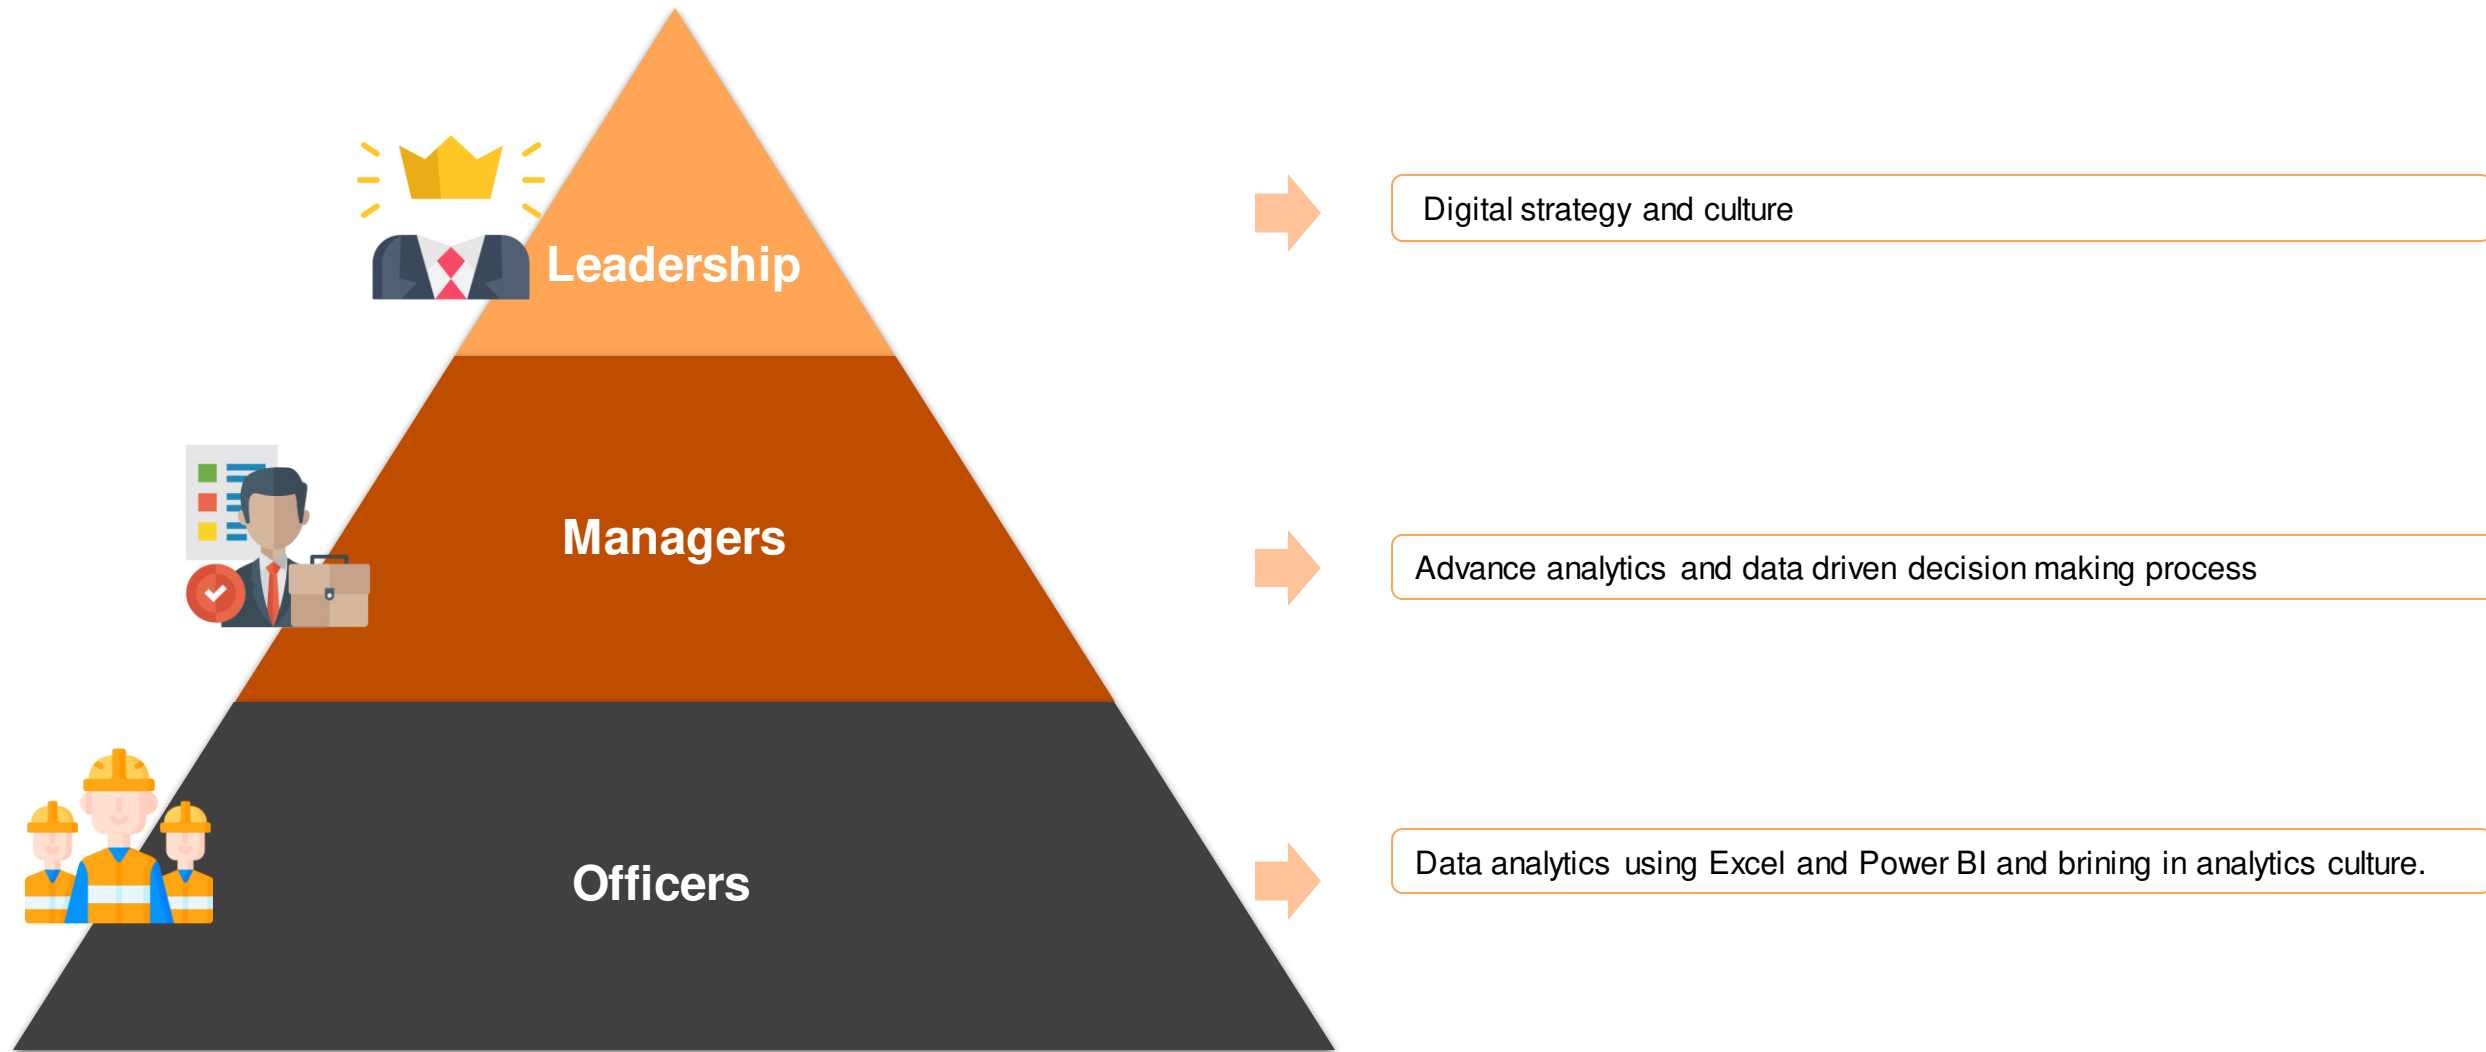 Leadership
Digital strategy and culture
Managers
Advance analytics and data driven decision making process
Officers
Data analytics using Excel and Power BI and brining in analytics culture.